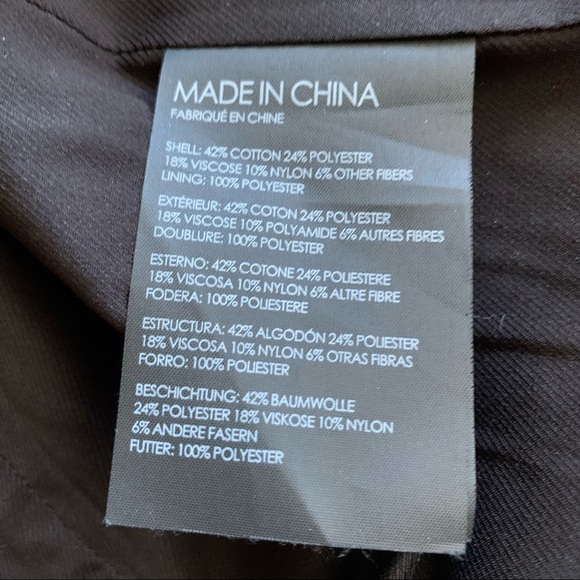 MADE IN CHINA
FABRIQUÉ EN CHINE
SHELL: 42% COTTON 24% POLYESTER
18% VISCOSE 10% NYLON 6% OTHER FIBERS
LINING: 100% POLYESTER
EXTÉRIEUR: 42% COTON 24% POLYESTER
18% VISCOSE 10% POLYAMIDE 6% AUTRES FIBRES
DOUBLURE: 100% POLYESTER
ESTERNO: 42% COTONE 24% POLIESTERE
18% VISCOSA 10% NYLON 6% ALTRE FIBRE
FODERA: 100% POLIESTERE
ESTRUCTURA: 42% ALGODÓN 24% POLIESTER
18% VISCOSA 10% NYLON 6% OTRAS FIBRAS
FORRO: 100% POLIESTER
BESCHICHTUNG: 42% BAUMWOLLE
24% POLYESTER 18% VISKOSE 10% NYLON
6% ANDERE FASERN
FUTTER: 100% POLYESTER